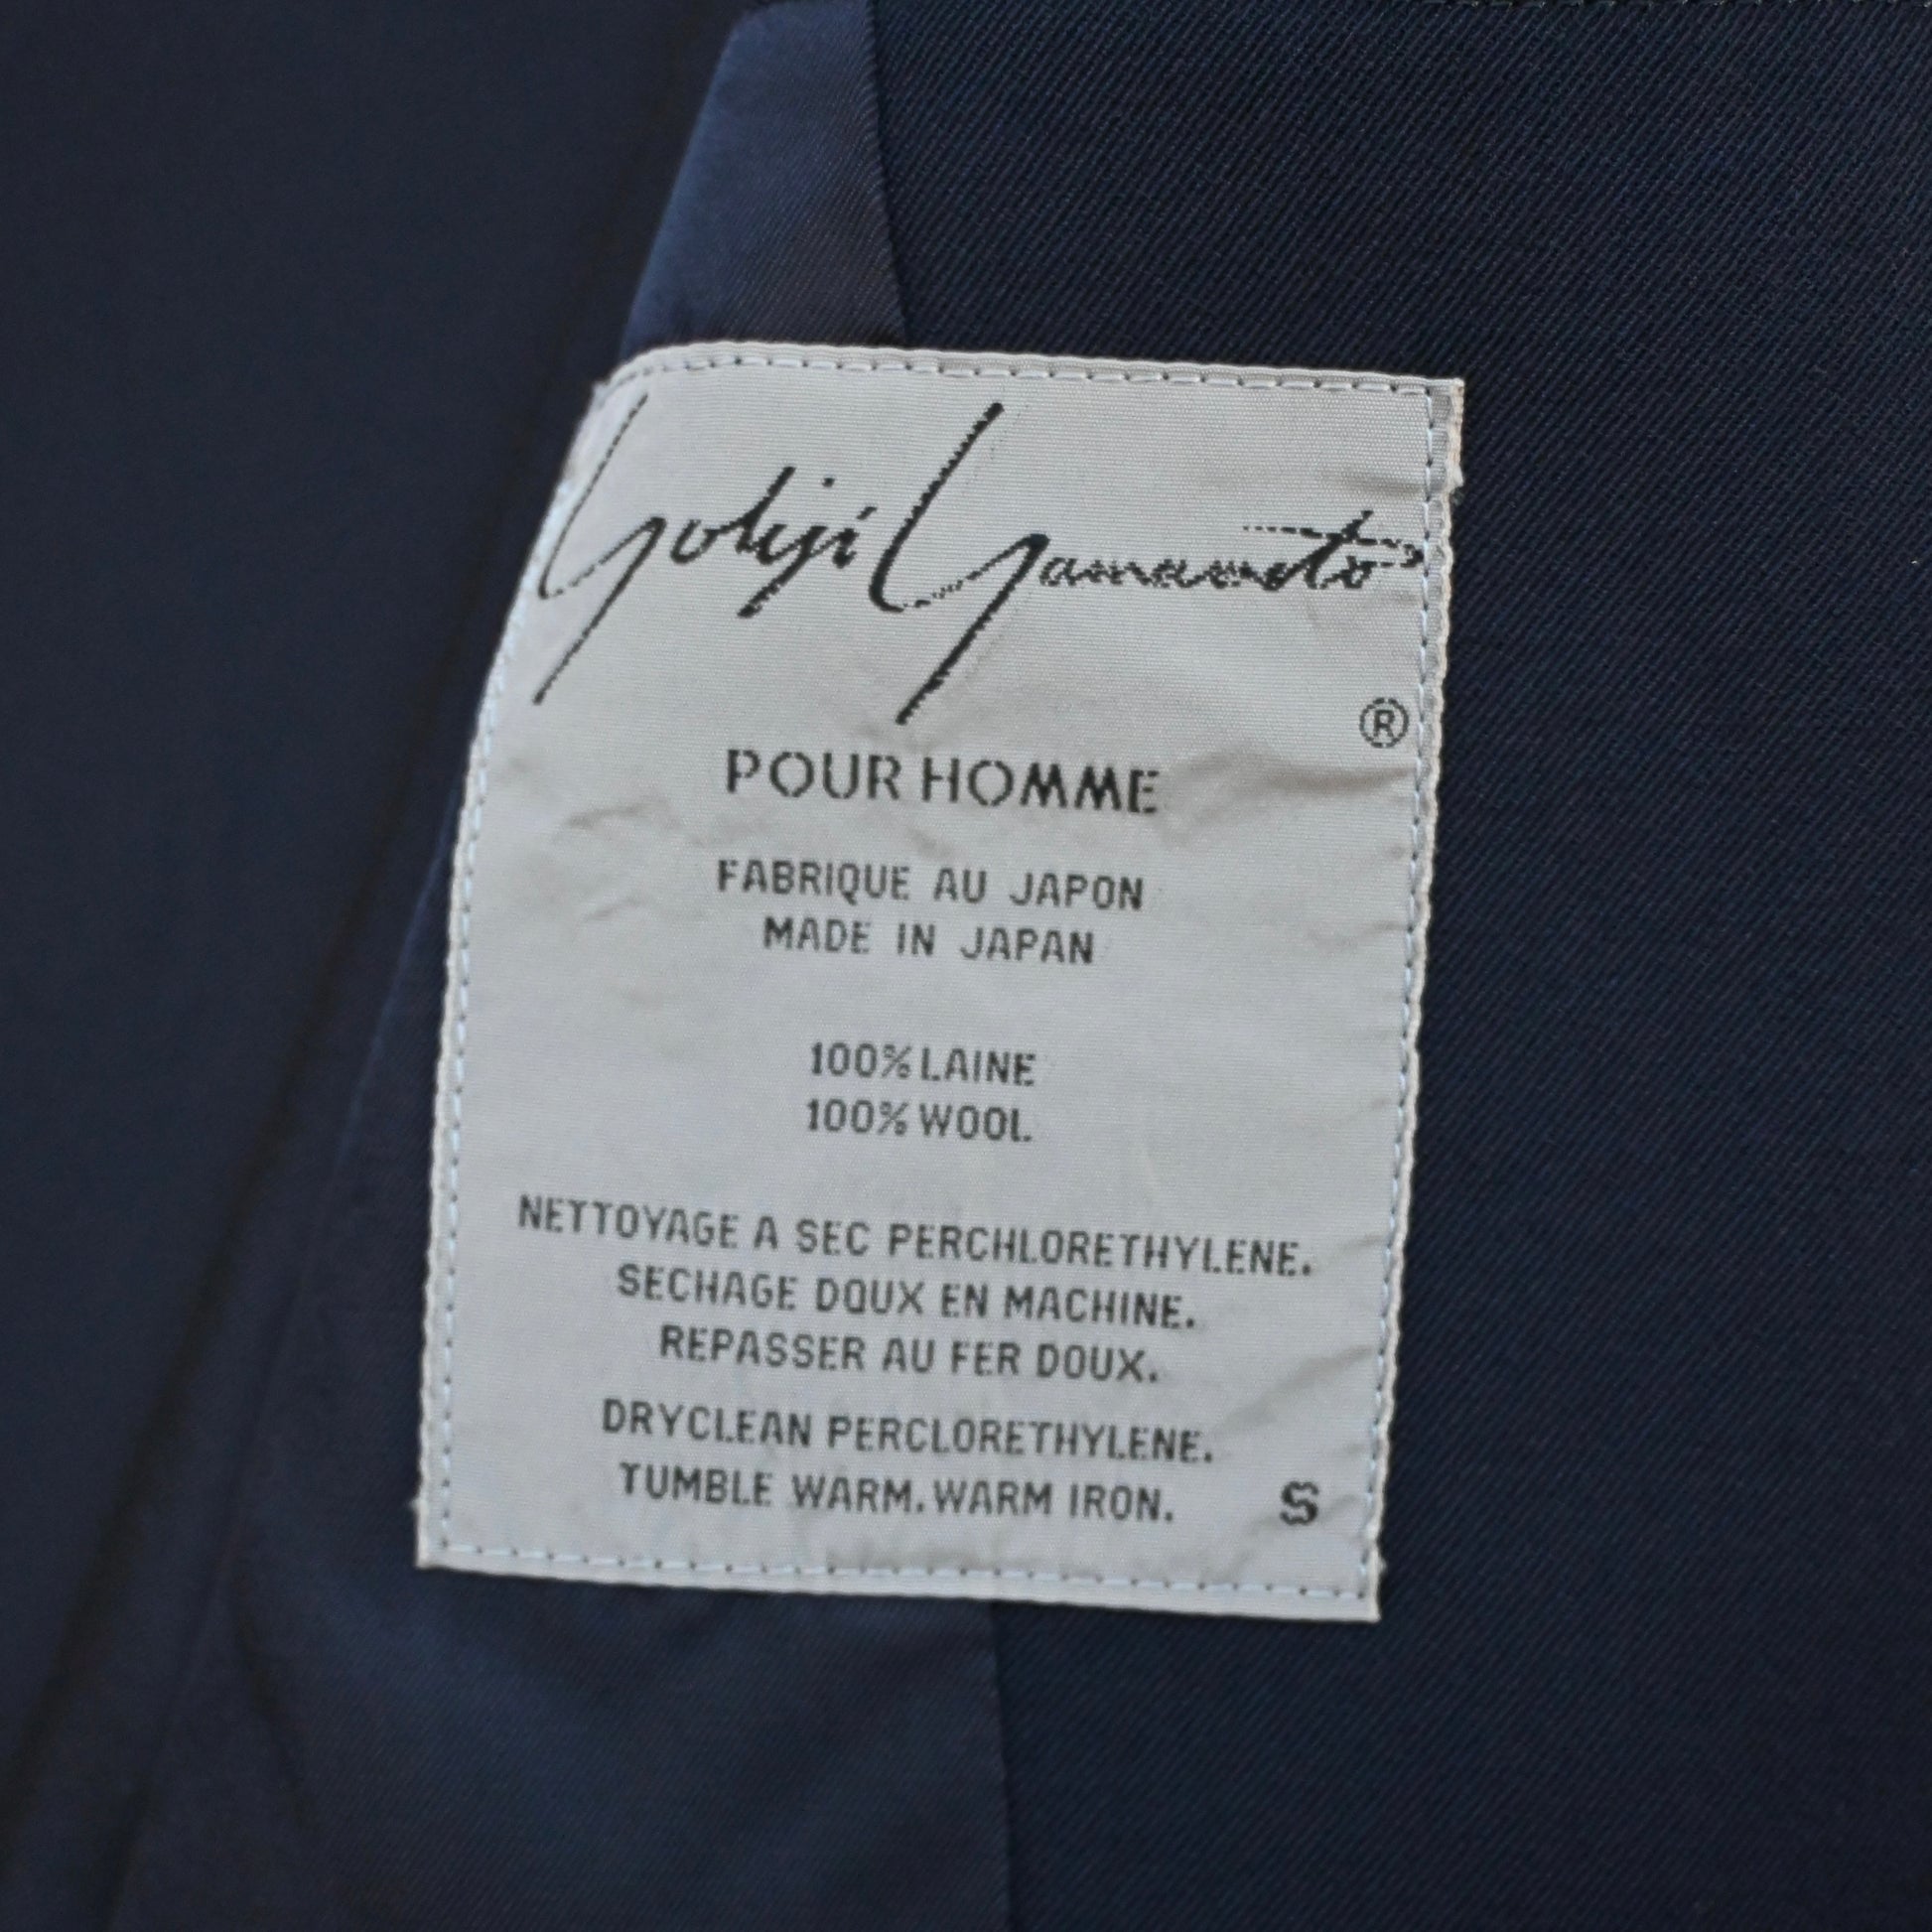 Yohji Yamamoto
®
POUR HOMME
FABRIQUE AU JAPON
MADE IN JAPAN
100% LAINE
100% WOOL
NETTOYAGE A SEC PERCHLORETHYLENE.
SECHAGE DOUX EN MACHINE.
REPASSER AU FER DOUX.
DRYCLEAN PERCLORETHYLENE.
TUMBLE WARM. WARM IRON. S